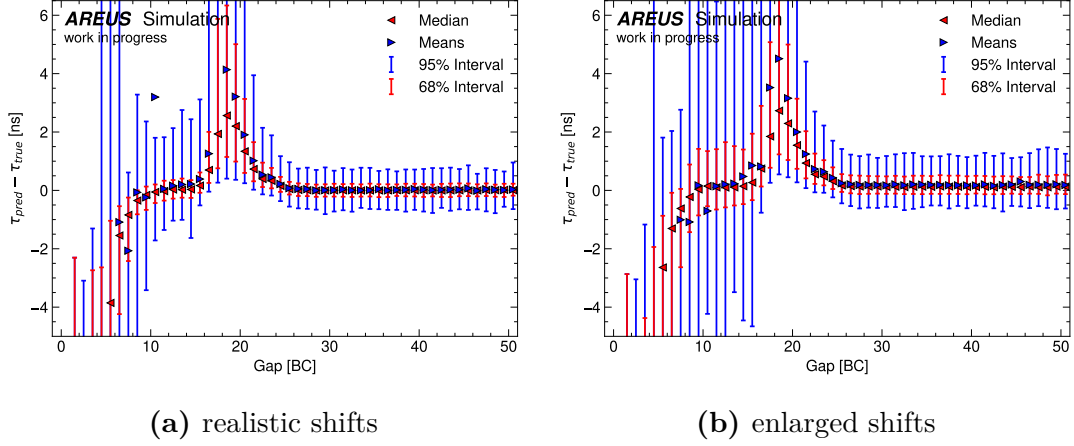 AREUS Simulation
work in progress
Median
Means
95% Interval
68% Interval
6
4
2
0
−2
−4
τpred − τtrue [ns]
0 10 20 30 40 50
Gap [BC]
(a) realistic shifts
AREUS Simulation
work in progress
Median
Means
95% Interval
68% Interval
6
4
2
0
−2
−4
τpred − τtrue [ns]
0 10 20 30 40 50
Gap [BC]
(b) enlarged shifts